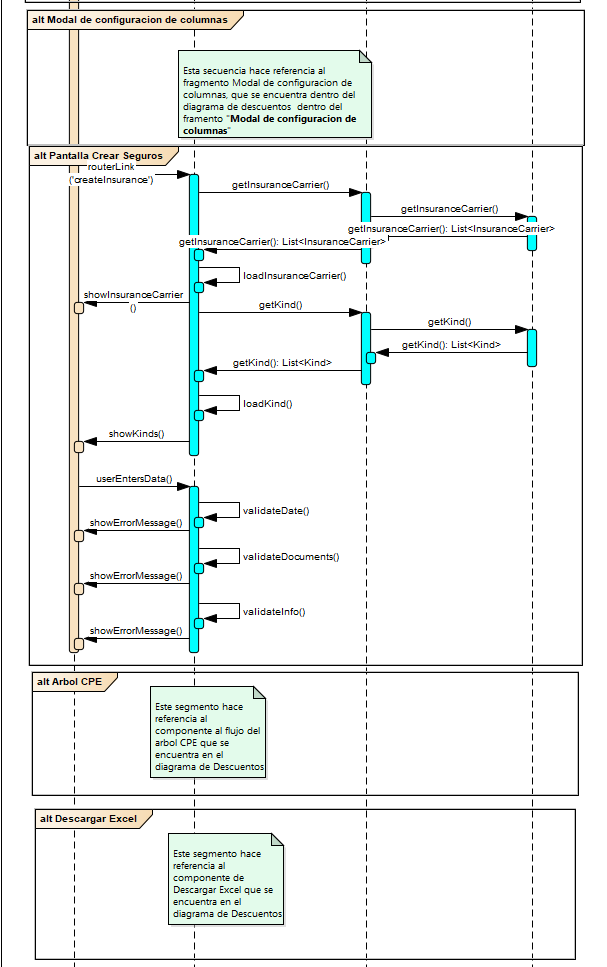 alt Modal de configuracion de columnas
Esta secuencia hace referencia al
fragmento Modal de configuracion de
columnas, que se encuentra dentro del
diagrama de descuentos dentro del
framento "Modal de configuracion de
columnas"
alt Pantalla Crear Seguros
routerLink
('createInsurance')
getInsuranceCarrier()
getInsuranceCarrier()
getInsuranceCarrier(): List<InsuranceCarrier>
getInsuranceCarrier(): List<InsuranceCarrier>
loadInsuranceCarrier()
showInsuranceCarrier
()
getKind()
getKind()
getKind(): List<Kind>
getKind(): List<Kind>
loadKind()
showKinds()
userEntersData()
validateDate()
showErrorMessage()
validateDocuments()
showErrorMessage()
validateInfo()
showErrorMessage()
alt Arbol CPE
Este segmento hace
referencia al
componente al flujo del
arbol CPE que se
encuentra en el
diagrama de Descuentos
alt Descargar Excel
Este segmento hace
referencia al
componente de
Descargar Excel que se
encuentra en el
diagrama de Descuentos